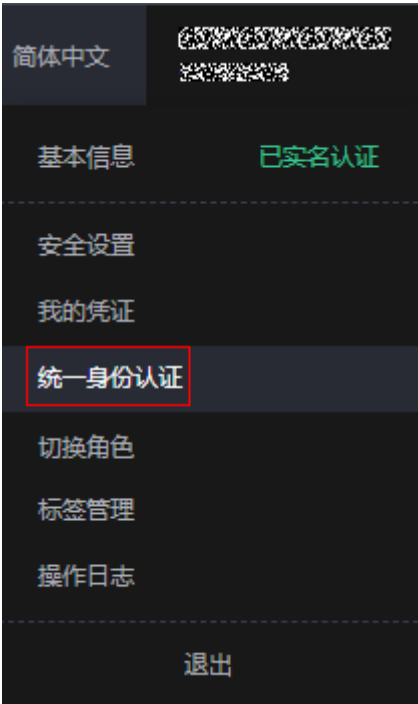 简体中文
基本信息 已实名认证
安全设置
我的凭证
统一身份认证
切换角色
标签管理
操作日志
退出